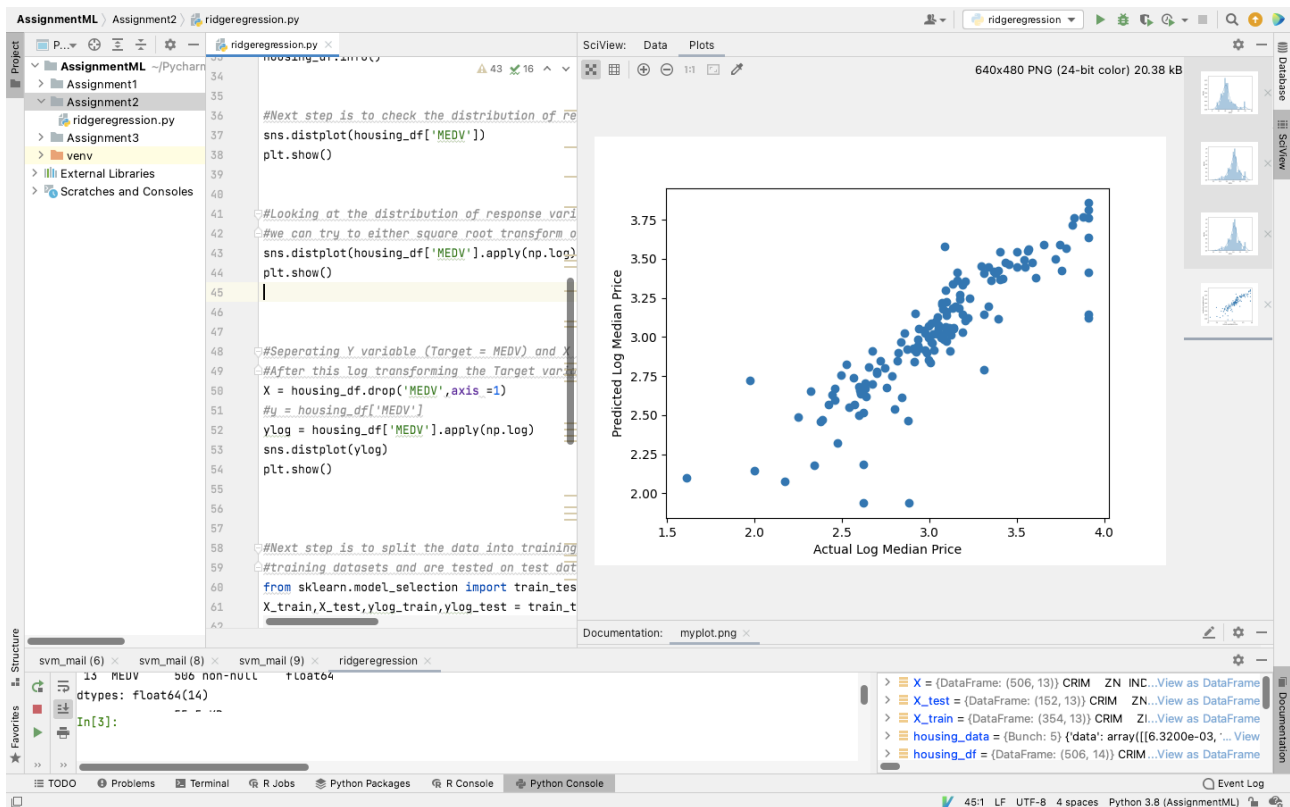 AssignmentML  Assignment2  ridgeregression.py
ridgeregression
Project
P...
AssignmentML ~/Pycharm
Assignment1
Assignment2
ridgeregression.py
Assignment3
venv
External Libraries
Scratches and Consoles
ridgeregression.py
43 16
33 housing_df.info()
34
35
36 #Next step is to check the distribution of re
37 sns.distplot(housing_df['MEDV'])
38 plt.show()
39
40
41 #Looking at the distribution of response vari
42 #we can try to either square root transform o
43 sns.distplot(housing_df['MEDV'].apply(np.log)
44 plt.show()
45
46
47
48 #Seperating Y variable (Target = MEDV) and X
49 #After this log transforming the Target varia
50 X = housing_df.drop('MEDV',axis =1)
51 #y = housing_df['MEDV']
52 ylog = housing_df['MEDV'].apply(np.log)
53 sns.distplot(ylog)
54 plt.show()
55
56
57
58 #Next step is to split the data into training
59 #training datasets and are tested on test dat
60 from sklearn.model_selection import train_tes
61 X_train,X_test,ylog_train,ylog_test = train_t
62
SciView: Data Plots
1:1
640x480 PNG (24-bit color) 20.38 kB
Predicted Log Median Price
3.75
3.50
3.25
3.00
2.75
2.50
2.25
2.00
1.5 2.0 2.5 3.0 3.5 4.0
Actual Log Median Price
Database
SciView
Documentation
Documentation: myplot.png
Structure
Favorites
svm_mail (6) svm_mail (8) svm_mail (9) ridgeregression
13 MEDV 506 non-null float64
dtypes: float64(14)
In[3]:
X = {DataFrame: (506, 13)} CRIM ZN IND...View as DataFrame
X_test = {DataFrame: (152, 13)} CRIM ZN...View as DataFrame
X_train = {DataFrame: (354, 13)} CRIM ZI...View as DataFrame
housing_data = {Bunch: 5} {'data': array([[6.3200e-03, '... View
housing_df = {DataFrame: (506, 14)} CRIM...View as DataFrame
TODO Problems Terminal R Jobs Python Packages R Console Python Console Event Log
45:1 LF UTF-8 4 spaces Python 3.8 (AssignmentML)